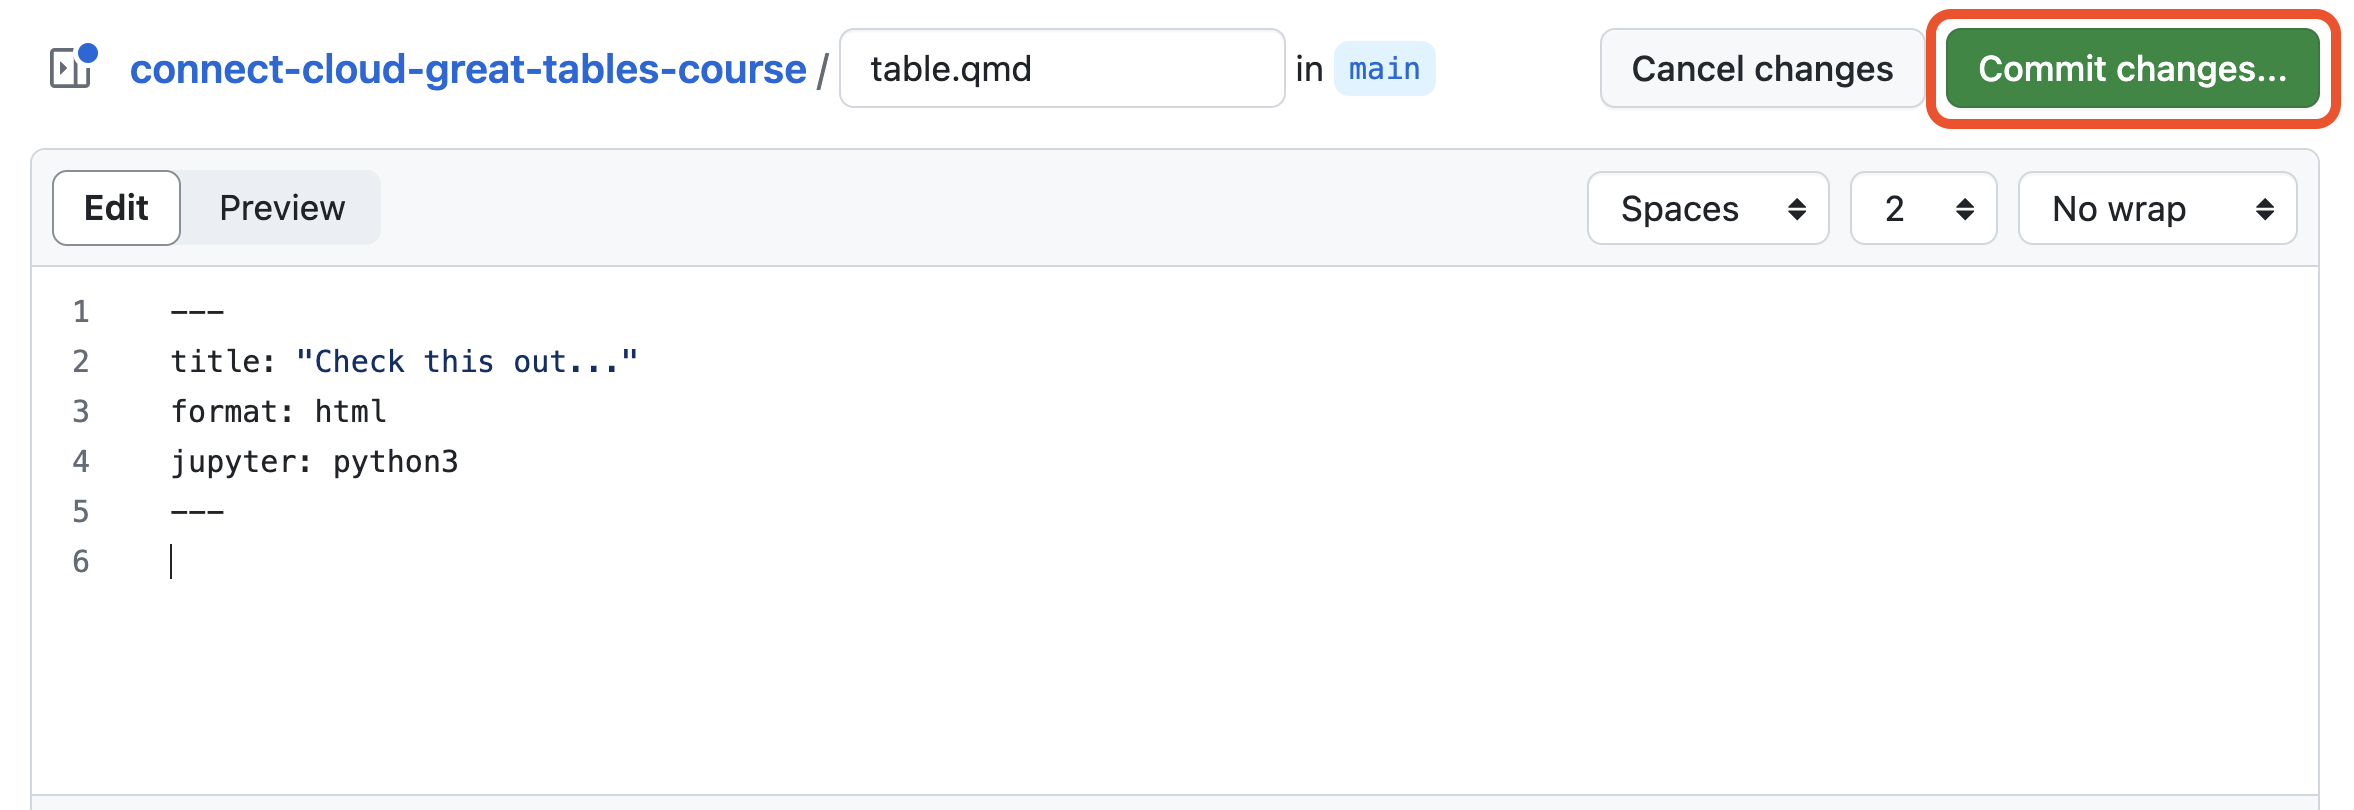 connect-cloud-great-tables-course / table.qmd in main Cancel changes Commit changes...
Edit Preview Spaces 2 No wrap
1 ---
2 title: "Check this out..."
3 format: html
4 jupyter: python3
5 ---
6